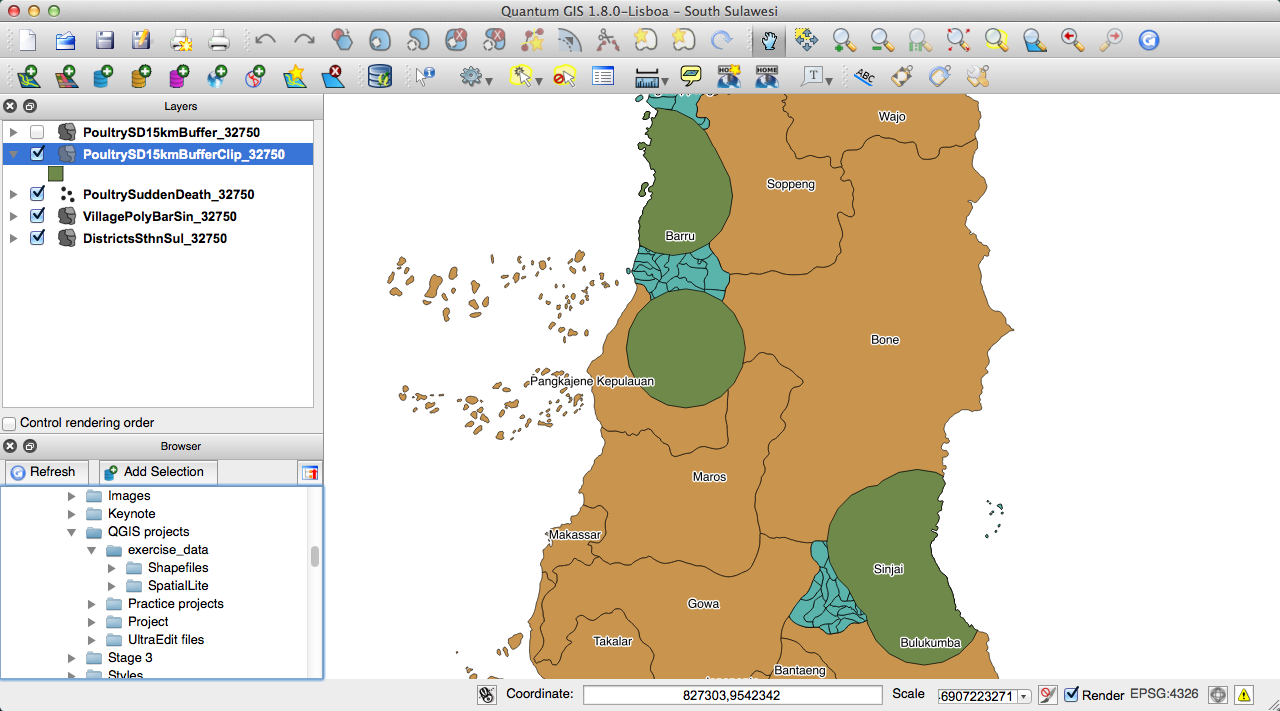 Quantum GIS 1.8.0-Lisboa - South Sulawesi
T
ABC
HOME
Layers
PoultrySD15kmBuffer_32750
PoultrySD15kmBufferClip_32750
PoultrySuddenDeath_32750
VillagePolyBarSin_32750
DistrictsSthnSul_32750
Control rendering order
Browser
Refresh
Add Selection
Images
Keynote
QGIS projects
exercise_data
Shapefiles
SpatialLite
Practice projects
Project
UltraEdit files
Stage 3
Styles
Wajo
Soppeng
Barru
Bone
Pangkajene Kepulauan
Maros
Makassar
Sinjai
Gowa
Takalar
Bulukumba
Bantaeng
Coordinate:
827303,9542342
Scale
6907223271
Render
EPSG:4326